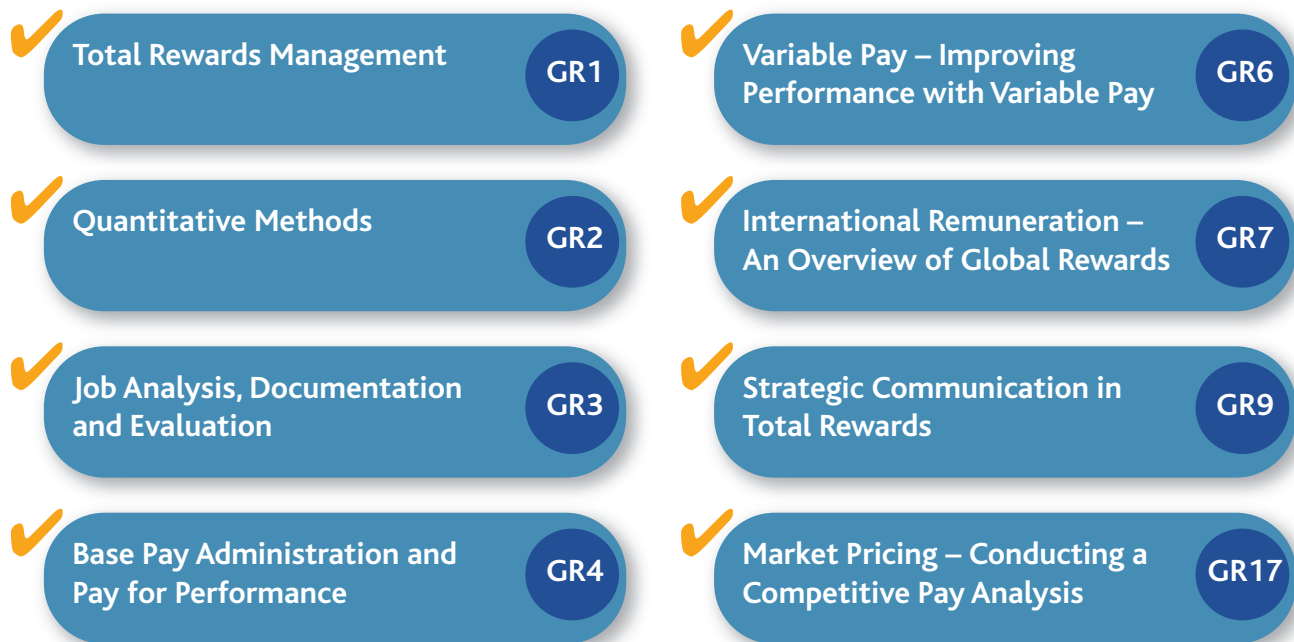 Total Rewards Management
GR1
Quantitative Methods
GR2
Job Analysis, Documentation
and Evaluation
GR3
Base Pay Administration and
Pay for Performance
GR4
Variable Pay – Improving
Performance with Variable Pay
GR6
International Remuneration –
An Overview of Global Rewards
GR7
Strategic Communication in
Total Rewards
GR9
Market Pricing – Conducting a
Competitive Pay Analysis
GR17